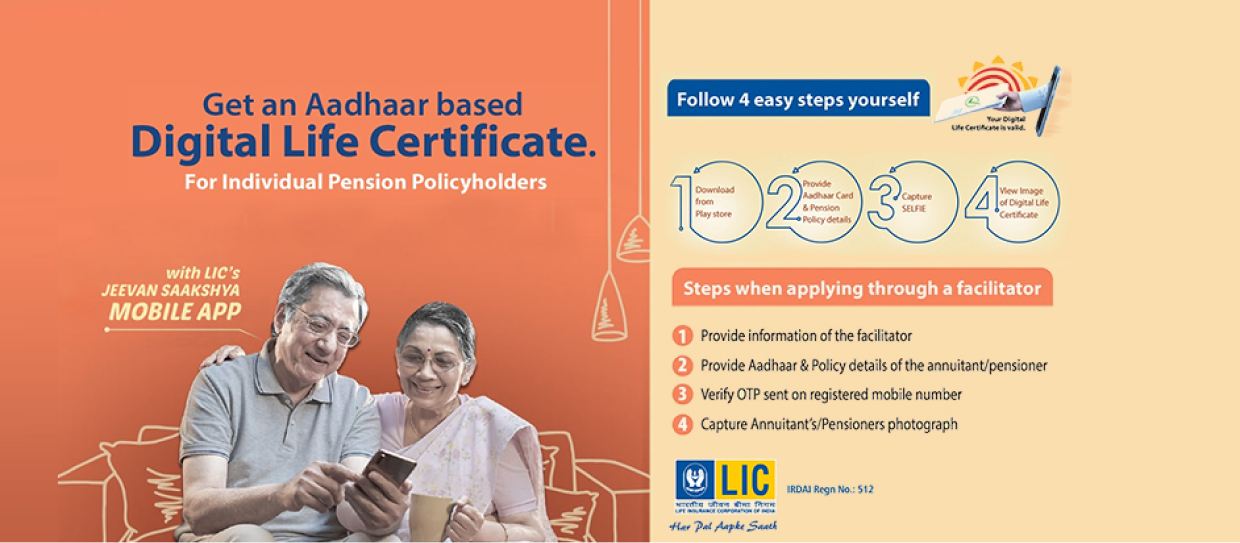 Get an Aadhaar based
Digital Life Certificate.
For Individual Pension Policyholders
with LIC's
JEEVAN SAAKSHYA
MOBILE APP
Follow 4 easy steps yourself
Your Digital
Life Certificate is valid.
1
Download
from
Play store
2
Provide
Aadhaar Card
& Pension
Policy details
3
Capture
SELFIE
4
View Image
of Digital Life
Certificate
Steps when applying through a facilitator
1 Provide information of the facilitator
2 Provide Aadhaar & Policy details of the annuitant/pensioner
3 Verify OTP sent on registered mobile number
4 Capture Annuitant's/Pensioners photograph
LIC
भारतीय जीवन बीमा निगम
LIFE INSURANCE CORPORATION OF INDIA
IRDAI Regn No.: 512
Har Pal Aapke Saath